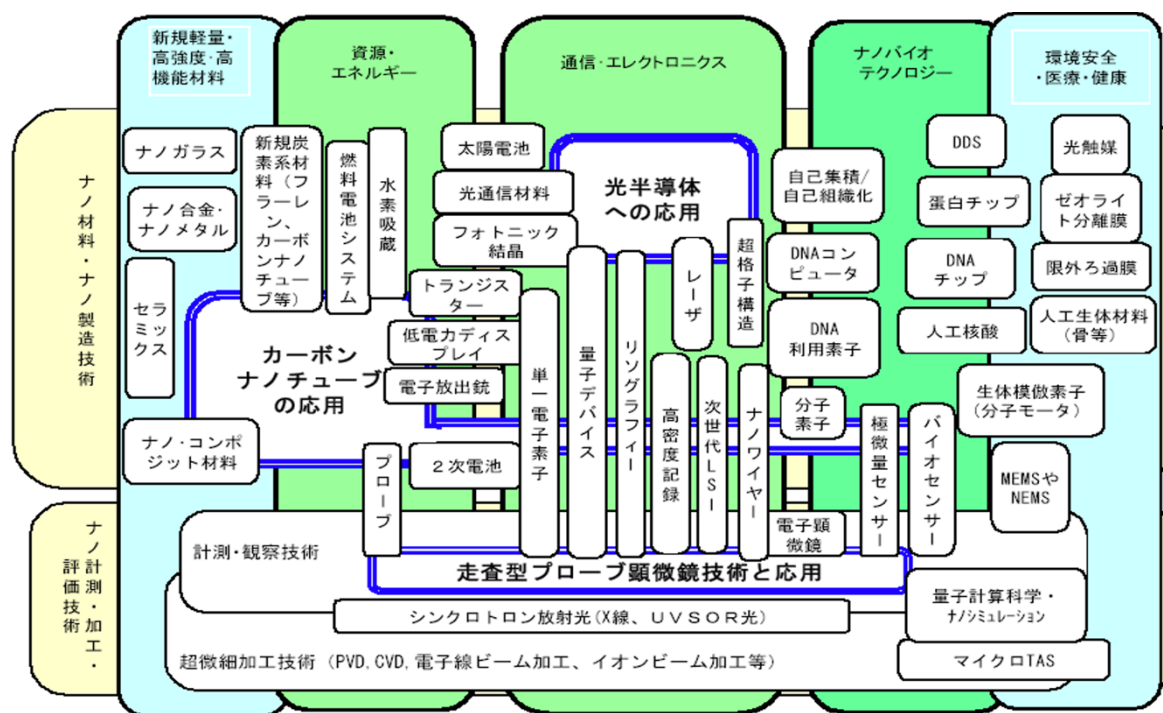 新規軽量・
高強度・高
機能材料
資源・
エネルギー
通信・エレクトロニクス
ナノバイオ
テクノロジー
環境安全
・医療・健康
ナノ材料・ナノ製造技術
ナノ計測・加工・
評価技術
ナノガラス
ナノ合金・
ナノメタル
セラミックス
ナノ・コンポ
ジット材料
新規炭
素系材
料（フ
ラーレ
ン、カー
ボンナノ
チュー
ブ等）
燃料電池システム
水素吸蔵
太陽電池
光通信材料
フォトニック
結晶
トランジス
ター
低電力ディス
プレイ
電子放出銃
2次電池
プローブ
カーボン
ナノチューブ
の応用
光半導体
への応用
単一電子素子
量子デバイス
リソグラフィー
レーザ
超格子構造
高密度記録
次世代LSI
ナノワイヤー
自己集積/
自己組織化
DNAコン
ピュータ
DNA
利用素子
分子
素子
電子顕
微鏡
極微量センサー
バイオセンサー
DDS
蛋白チップ
DNA
チップ
人工核酸
光触媒
ゼオライ
ト分離膜
限外ろ過膜
人工生体材料
（骨等）
生体模倣素子
（分子モータ）
MEMSや
NEMS
計測・観察技術
走査型プローブ顕微鏡技術と応用
シンクロトロン放射光（X線、UVSOR光）
量子計算科学・
ナノシミュレーション
超微細加工技術（PVD,CVD,電子線ビーム加工、イオンビーム加工等）
マイクロTAS